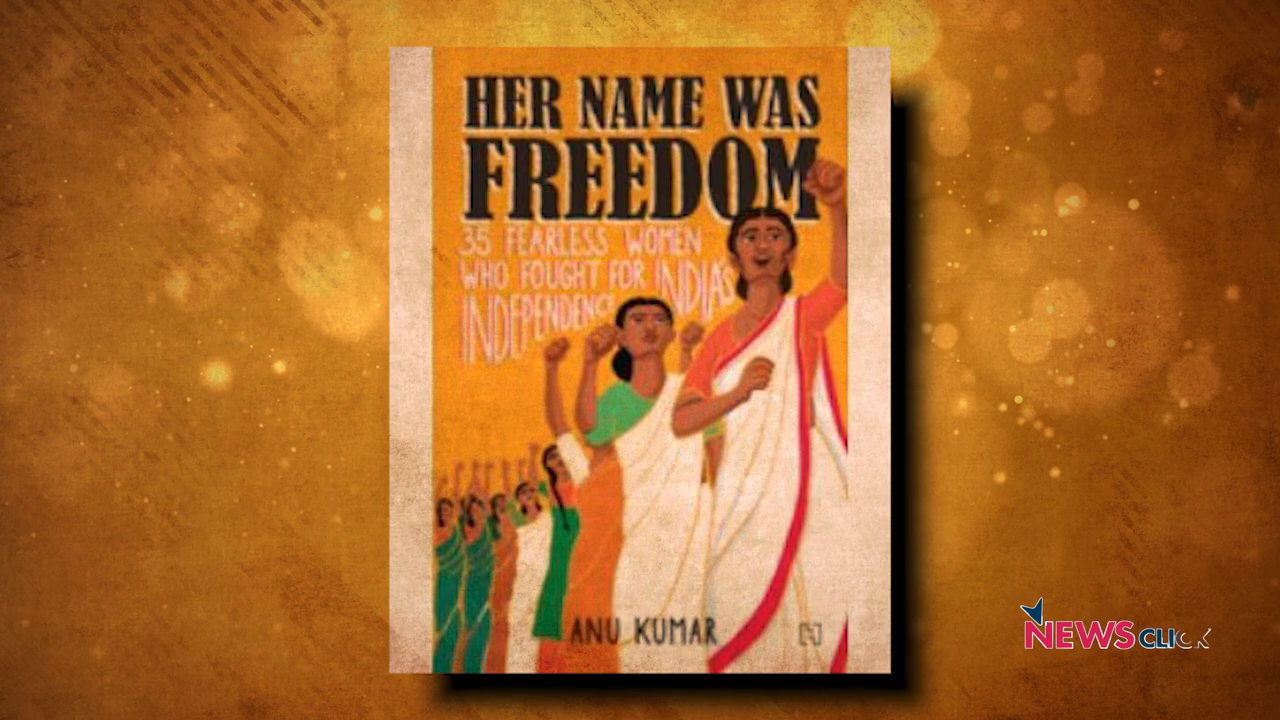 HER NAME WAS
FREEDOM
35 FEARLESS WOMEN
WHO FOUGHT FOR INDIA'S
INDEPENDENCE
ANU KUMAR
NEWSCLICK